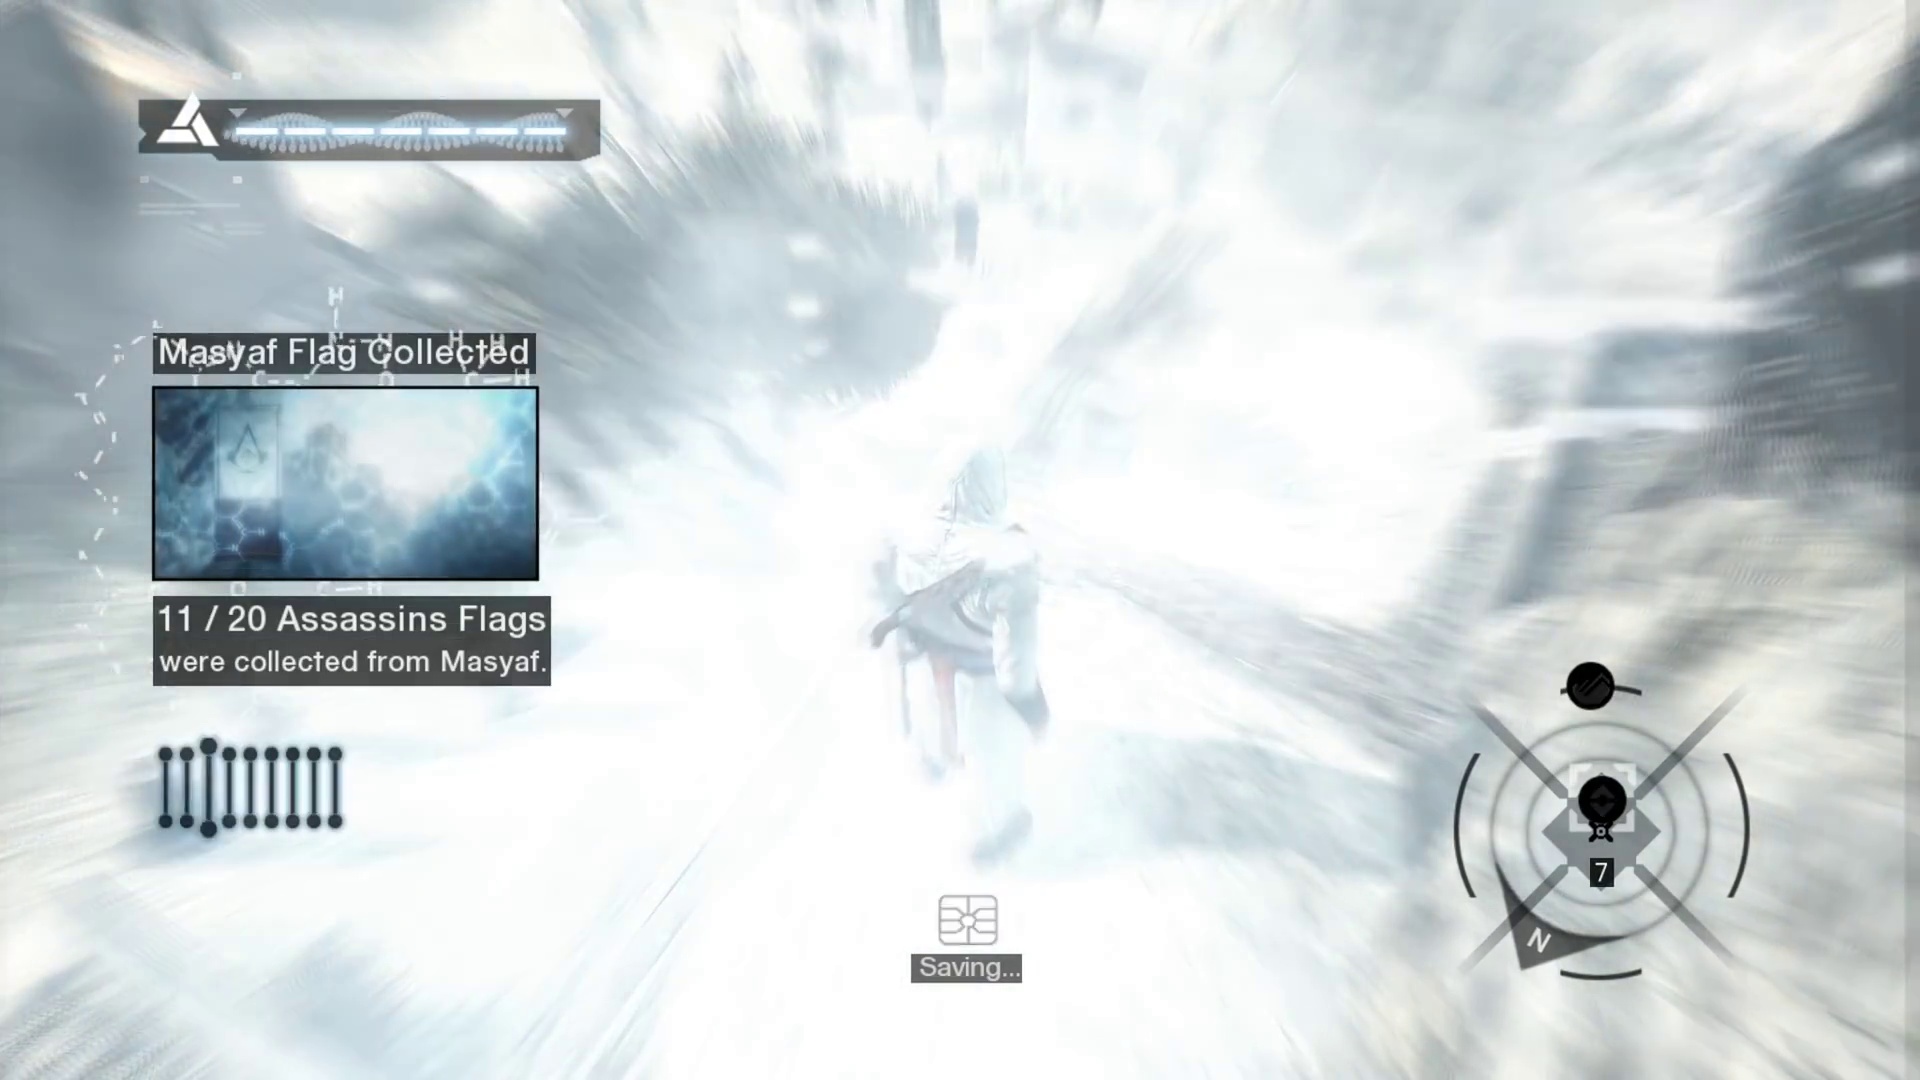 Masyaf Flag Collected
11 / 20 Assassins Flags
were collected from Masyaf.
7
N
Saving...